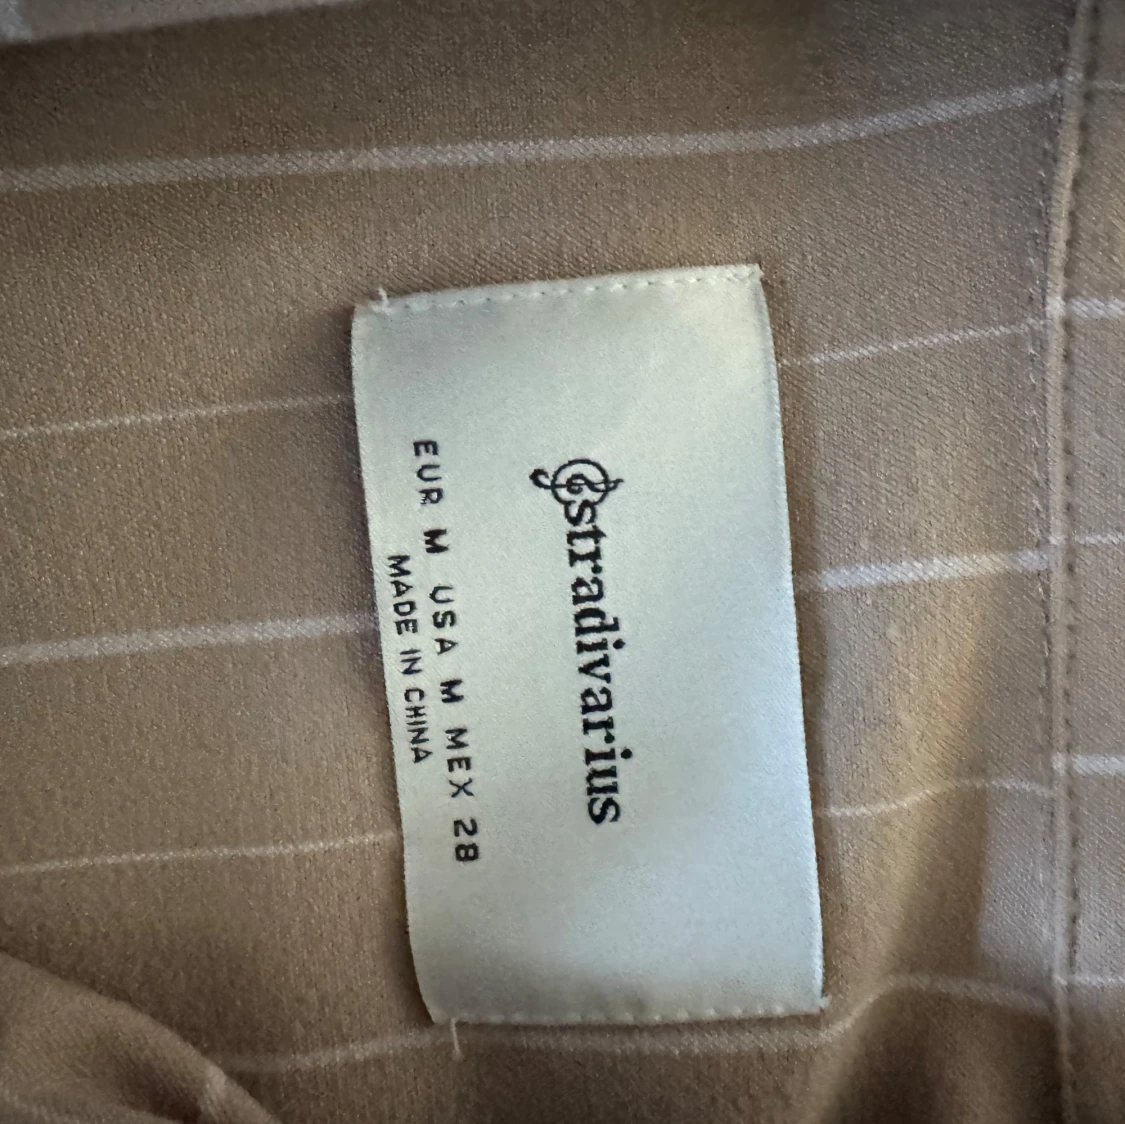 stradivarius
EUR M USA M MEX 28
MADE IN CHINA